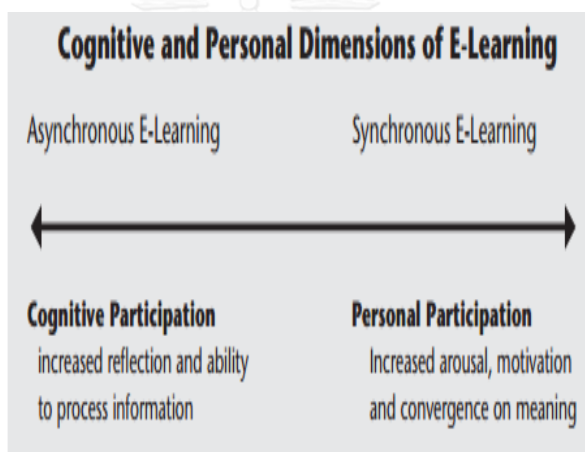 Cognitive and Personal Dimensions of E-Learning
Asynchronous E-Learning
Synchronous E-Learning
Cognitive Participation
increased reflection and ability
to process information
Personal Participation
Increased arousal, motivation
and convergence on meaning